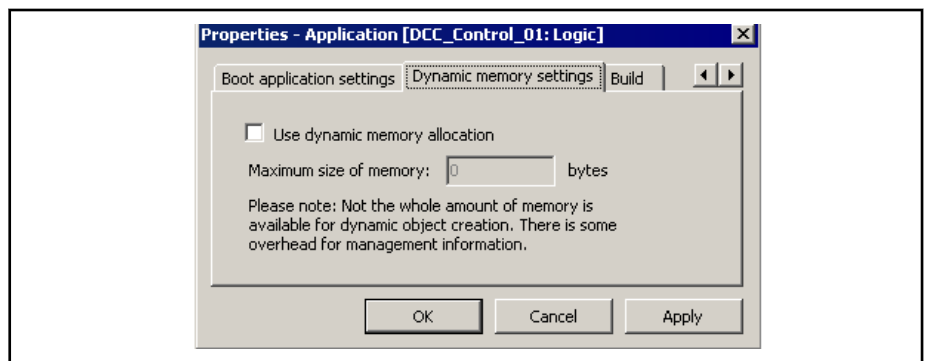 Properties - Application [DCC_Control_01: Logic]
Boot application settings Dynamic memory settings Build
Use dynamic memory allocation
Maximum size of memory: 0 bytes
Please note: Not the whole amount of memory is
available for dynamic object creation. There is some
overhead for management information.
OK Cancel Apply